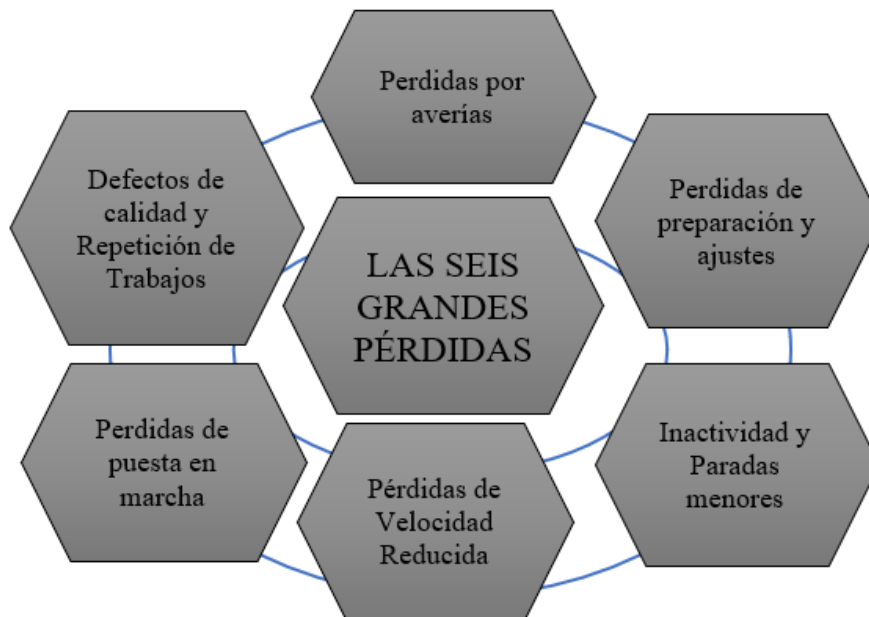 Perdidas por
averías
Perdidas de
preparación y
ajustes
Inactividad y
Paradas
menores
Pérdidas de
Velocidad
Reducida
Perdidas de
puesta en
marcha
Defectos de
calidad y
Repetición de
Trabajos
LAS SEIS
GRANDES
PÉRDIDAS